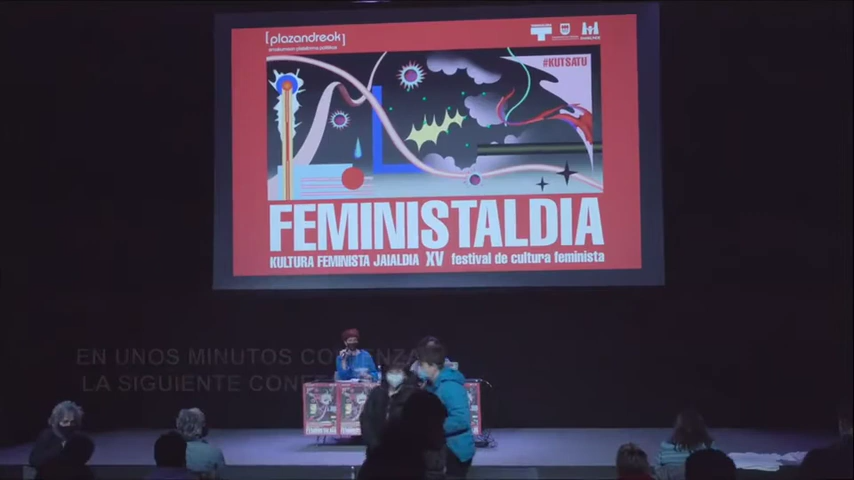 [plazandreok]
#KUTSATU
FEMINISTALDIA
KULTURA FEMINISTA JAIALDIA XV festival de cultura feminista
EN UNOS MINUTOS COMENZA
LA SIGUIENTE CONFE